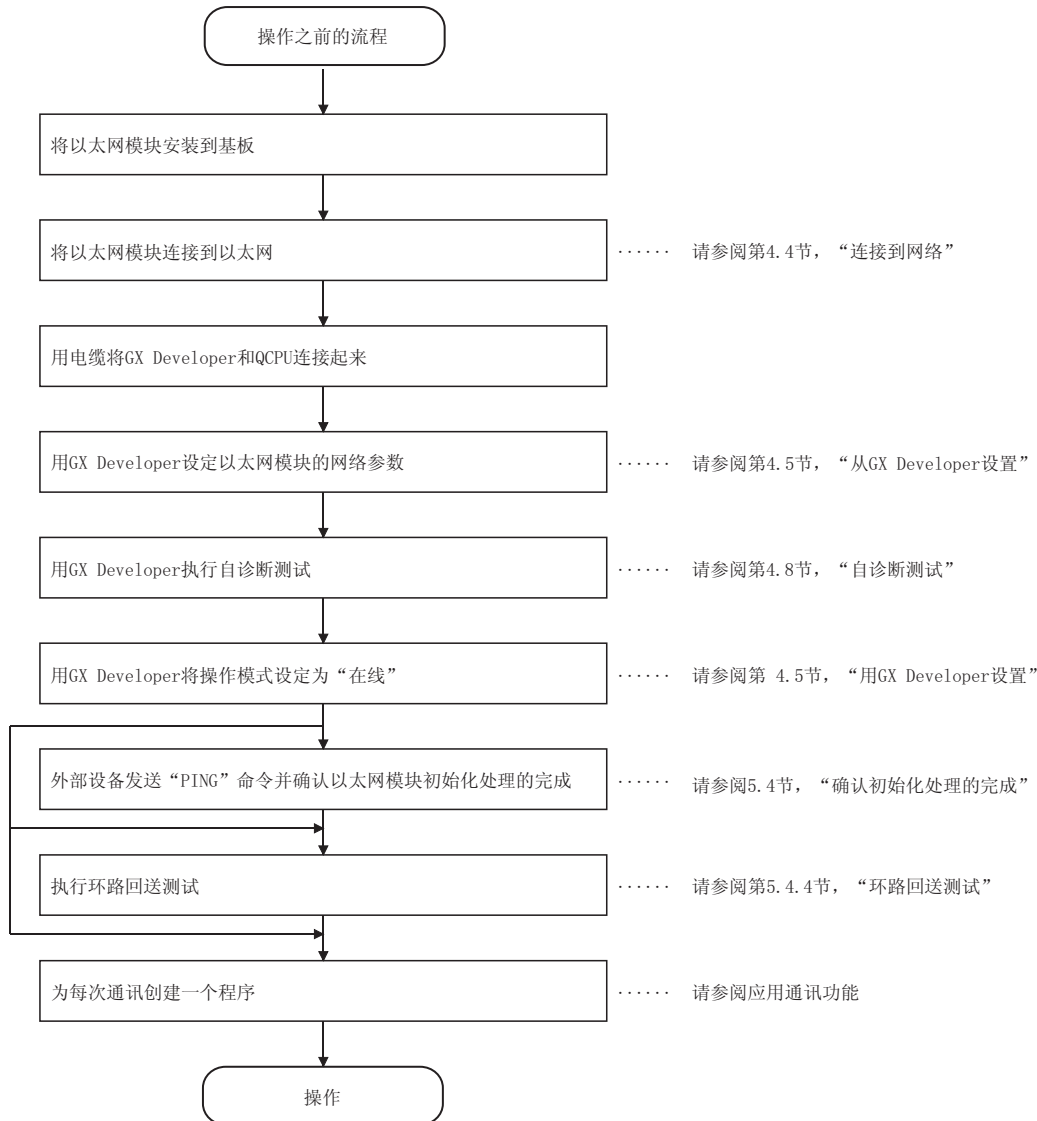 操作之前的流程
将以太网模块安装到基板
将以太网模块连接到以太网 ······ 请参阅第4.4节，“连接到网络”
用电缆将GX Developer和QCPU连接起来
用GX Developer设定以太网模块的网络参数 ······ 请参阅第4.5节，“从GX Developer设置”
用GX Developer执行自诊断测试 ······ 请参阅第4.8节，“自诊断测试”
用GX Developer将操作模式设定为“在线” ······ 请参阅第 4.5节，“用GX Developer设置”
外部设备发送“PING”命令并确认以太网模块初始化处理的完成 ······ 请参阅5.4节，“确认初始化处理的完成”
执行环路回送测试 ······ 请参阅第5.4.4节，“环路回送测试”
为每次通讯创建一个程序 ······ 请参阅应用通讯功能
操作